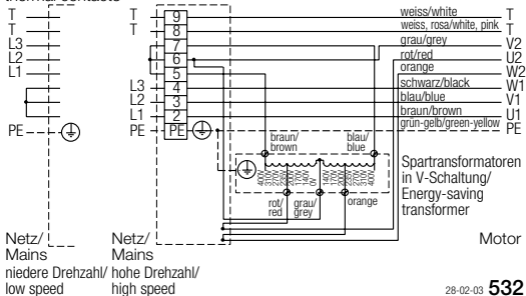 thermal contacts
T T 9 weiss/white T
T T 8 weiss, rosa/white, pink T
L3 7 grau/grey V2
L2 6 rot/red U2
L1 5 orange W2
L3 4 schwarz/black W1
L2 3 blau/blue V1
L1 2 braun/brown U1
PE PE PE grün-gelb/green-yellow PE
braun/
brown
blau/
blue
Spartransformatoren
in V-Schaltung/
Energy-saving
transformer
rot/
red
grau/
grey
orange
Netz/
Mains
niedere Drehzahl/
low speed
Netz/
Mains
hohe Drehzahl/
high speed
Motor
28-02-03 532